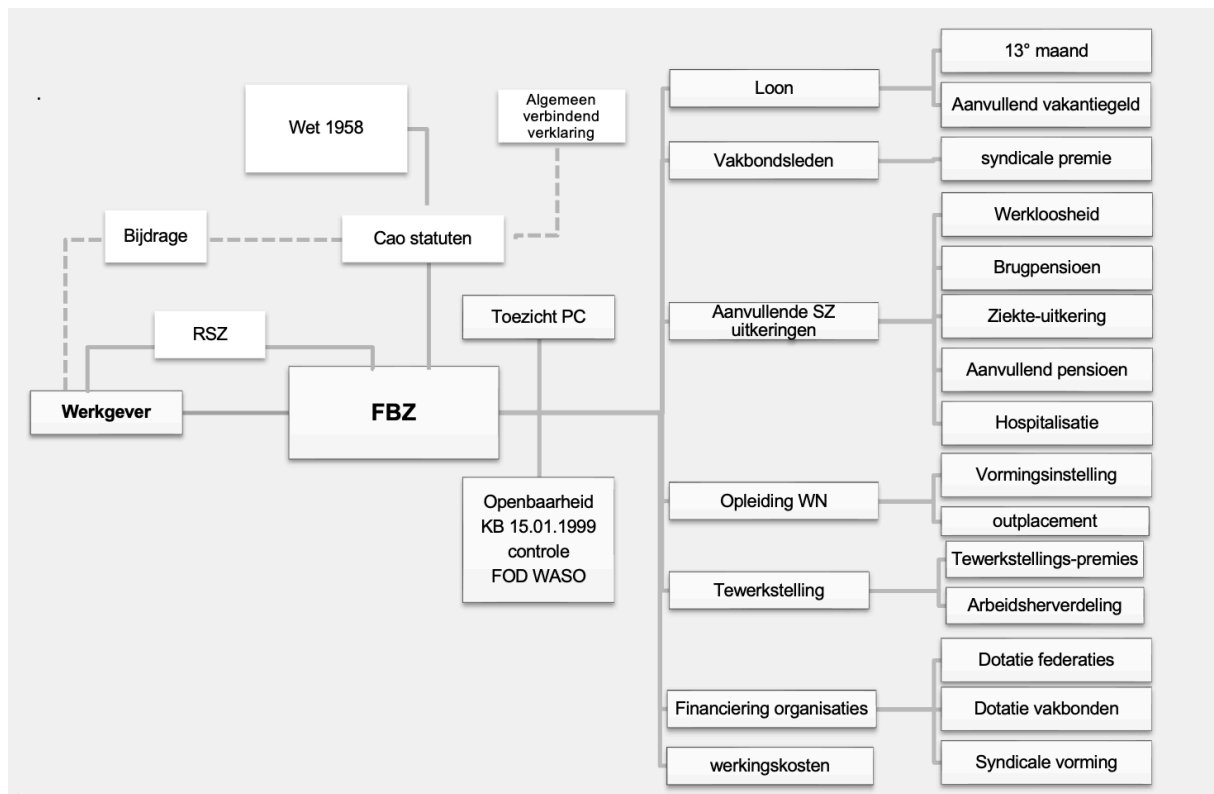 Wet 1958
Algemeen
verbindend
verklaring
Bijdrage
Cao statuten
RSZ
Toezicht PC
Werkgever
FBZ
Openbaarheid
KB 15.01.1999
controle
FOD WASO
Loon
13° maand
Aanvullend vakantiegeld
Vakbondsleden
syndicale premie
Aanvullende SZ
uitkeringen
Werkloosheid
Brugpensioen
Ziekte-uitkering
Aanvullend pensioen
Hospitalisatie
Opleiding WN
Vormingsinstelling
outplacement
Tewerkstelling
Tewerkstellings-premies
Arbeidsherverdeling
Financiering organisaties
Dotatie federaties
Dotatie vakbonden
Syndicale vorming
werkingskosten